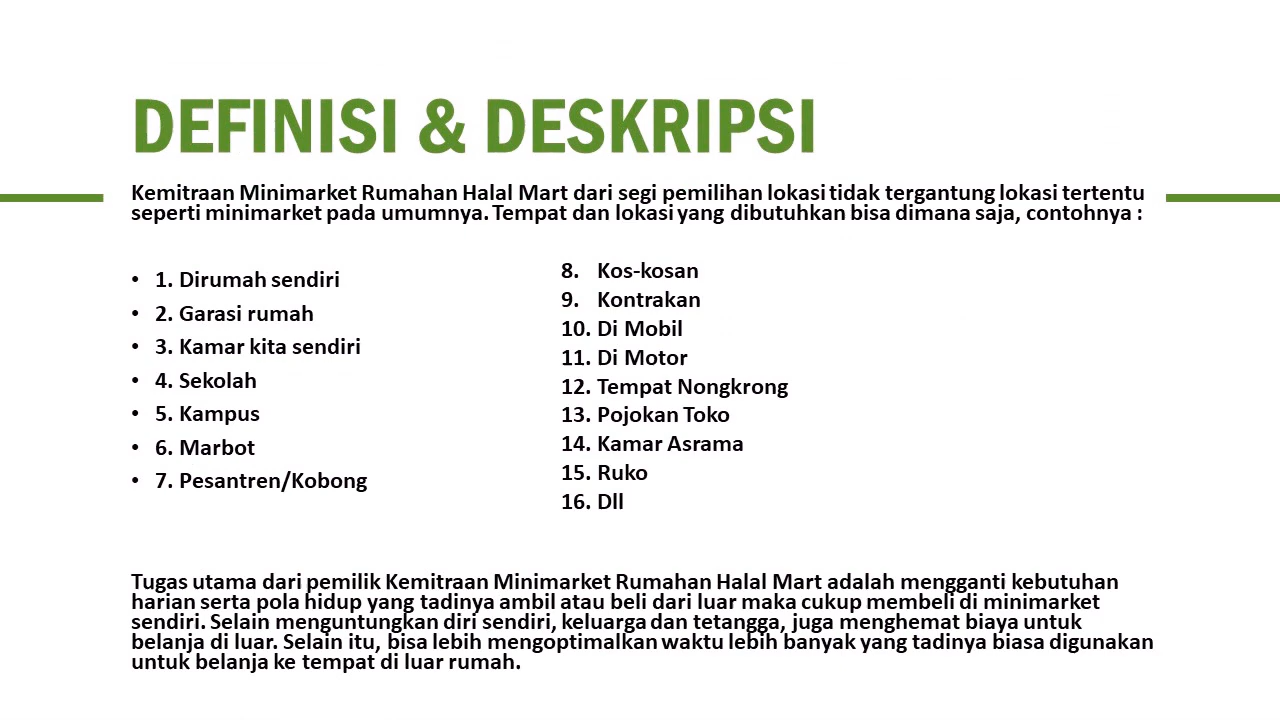 DEFINISI & DESKRIPSI
Kemitraan Minimarket Rumahan Halal Mart dari segi pemilihan lokasi tidak tergantung lokasi tertentu
seperti minimarket pada umumnya. Tempat dan lokasi yang dibutuhkan bisa dimana saja, contohnya :
• 1. Dirumah sendiri
• 2. Garasi rumah
• 3. Kamar kita sendiri
• 4. Sekolah
• 5. Kampus
• 6. Marbot
• 7. Pesantren/Kobong
8. Kos-kosan
9. Kontrakan
10. Di Mobil
11. Di Motor
12. Tempat Nongkrong
13. Pojokan Toko
14. Kamar Asrama
15. Ruko
16. Dll
Tugas utama dari pemilik Kemitraan Minimarket Rumahan Halal Mart adalah mengganti kebutuhan
harian serta pola hidup yang tadinya ambil atau beli dari luar maka cukup membeli di minimarket
sendiri. Selain menguntungkan diri sendiri, keluarga dan tetangga, juga menghemat biaya untuk
belanja di luar. Selain itu, bisa lebih mengoptimalkan waktu lebih banyak yang tadinya biasa digunakan
untuk belanja ke tempat di luar rumah.